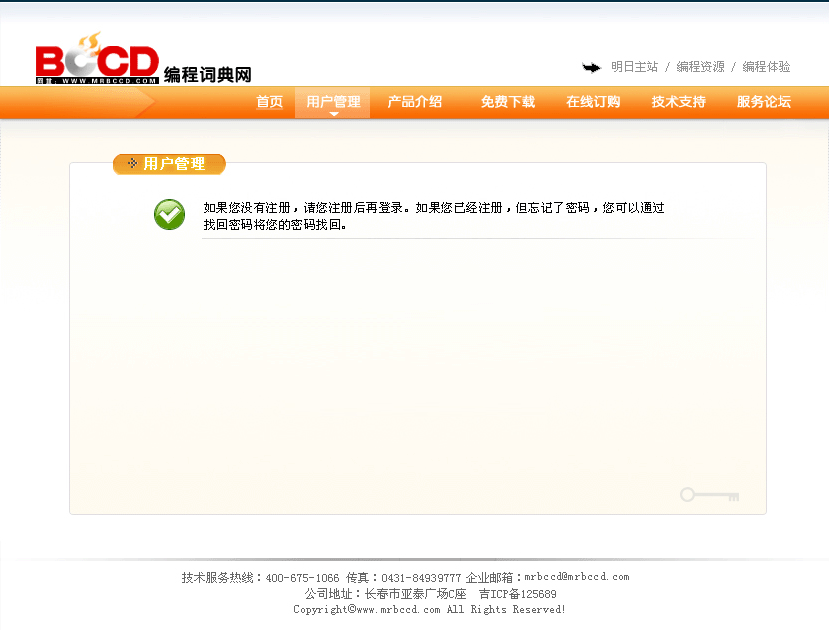 BCCD 编程词典网
网址：WWW.MRBCCD.COM
明日主站 / 编程资源 / 编程体验
首页 用户管理 产品介绍 免费下载 在线订购 技术支持 服务论坛
用户管理
如果您没有注册，请您注册后再登录。如果您已经注册，但忘记了密码，您可以通过
找回密码将您的密码找回。
技术服务热线：400-675-1066 传真：0431-84939777 企业邮箱：mrbccd@mrbccd.com
公司地址：长春市亚泰广场C座 吉ICP备125689
Copyright©www.mrbccd.com All Rights Reserved!